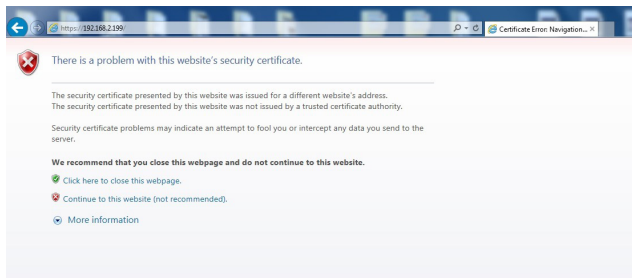 https://192.168.2.199/
Certificate Error: Navigation...
There is a problem with this website's security certificate.
The security certificate presented by this website was issued for a different website's address.
The security certificate presented by this website was not issued by a trusted certificate authority.
Security certificate problems may indicate an attempt to fool you or intercept any data you send to the
server.
We recommend that you close this webpage and do not continue to this website.
Click here to close this webpage.
Continue to this website (not recommended).
More information